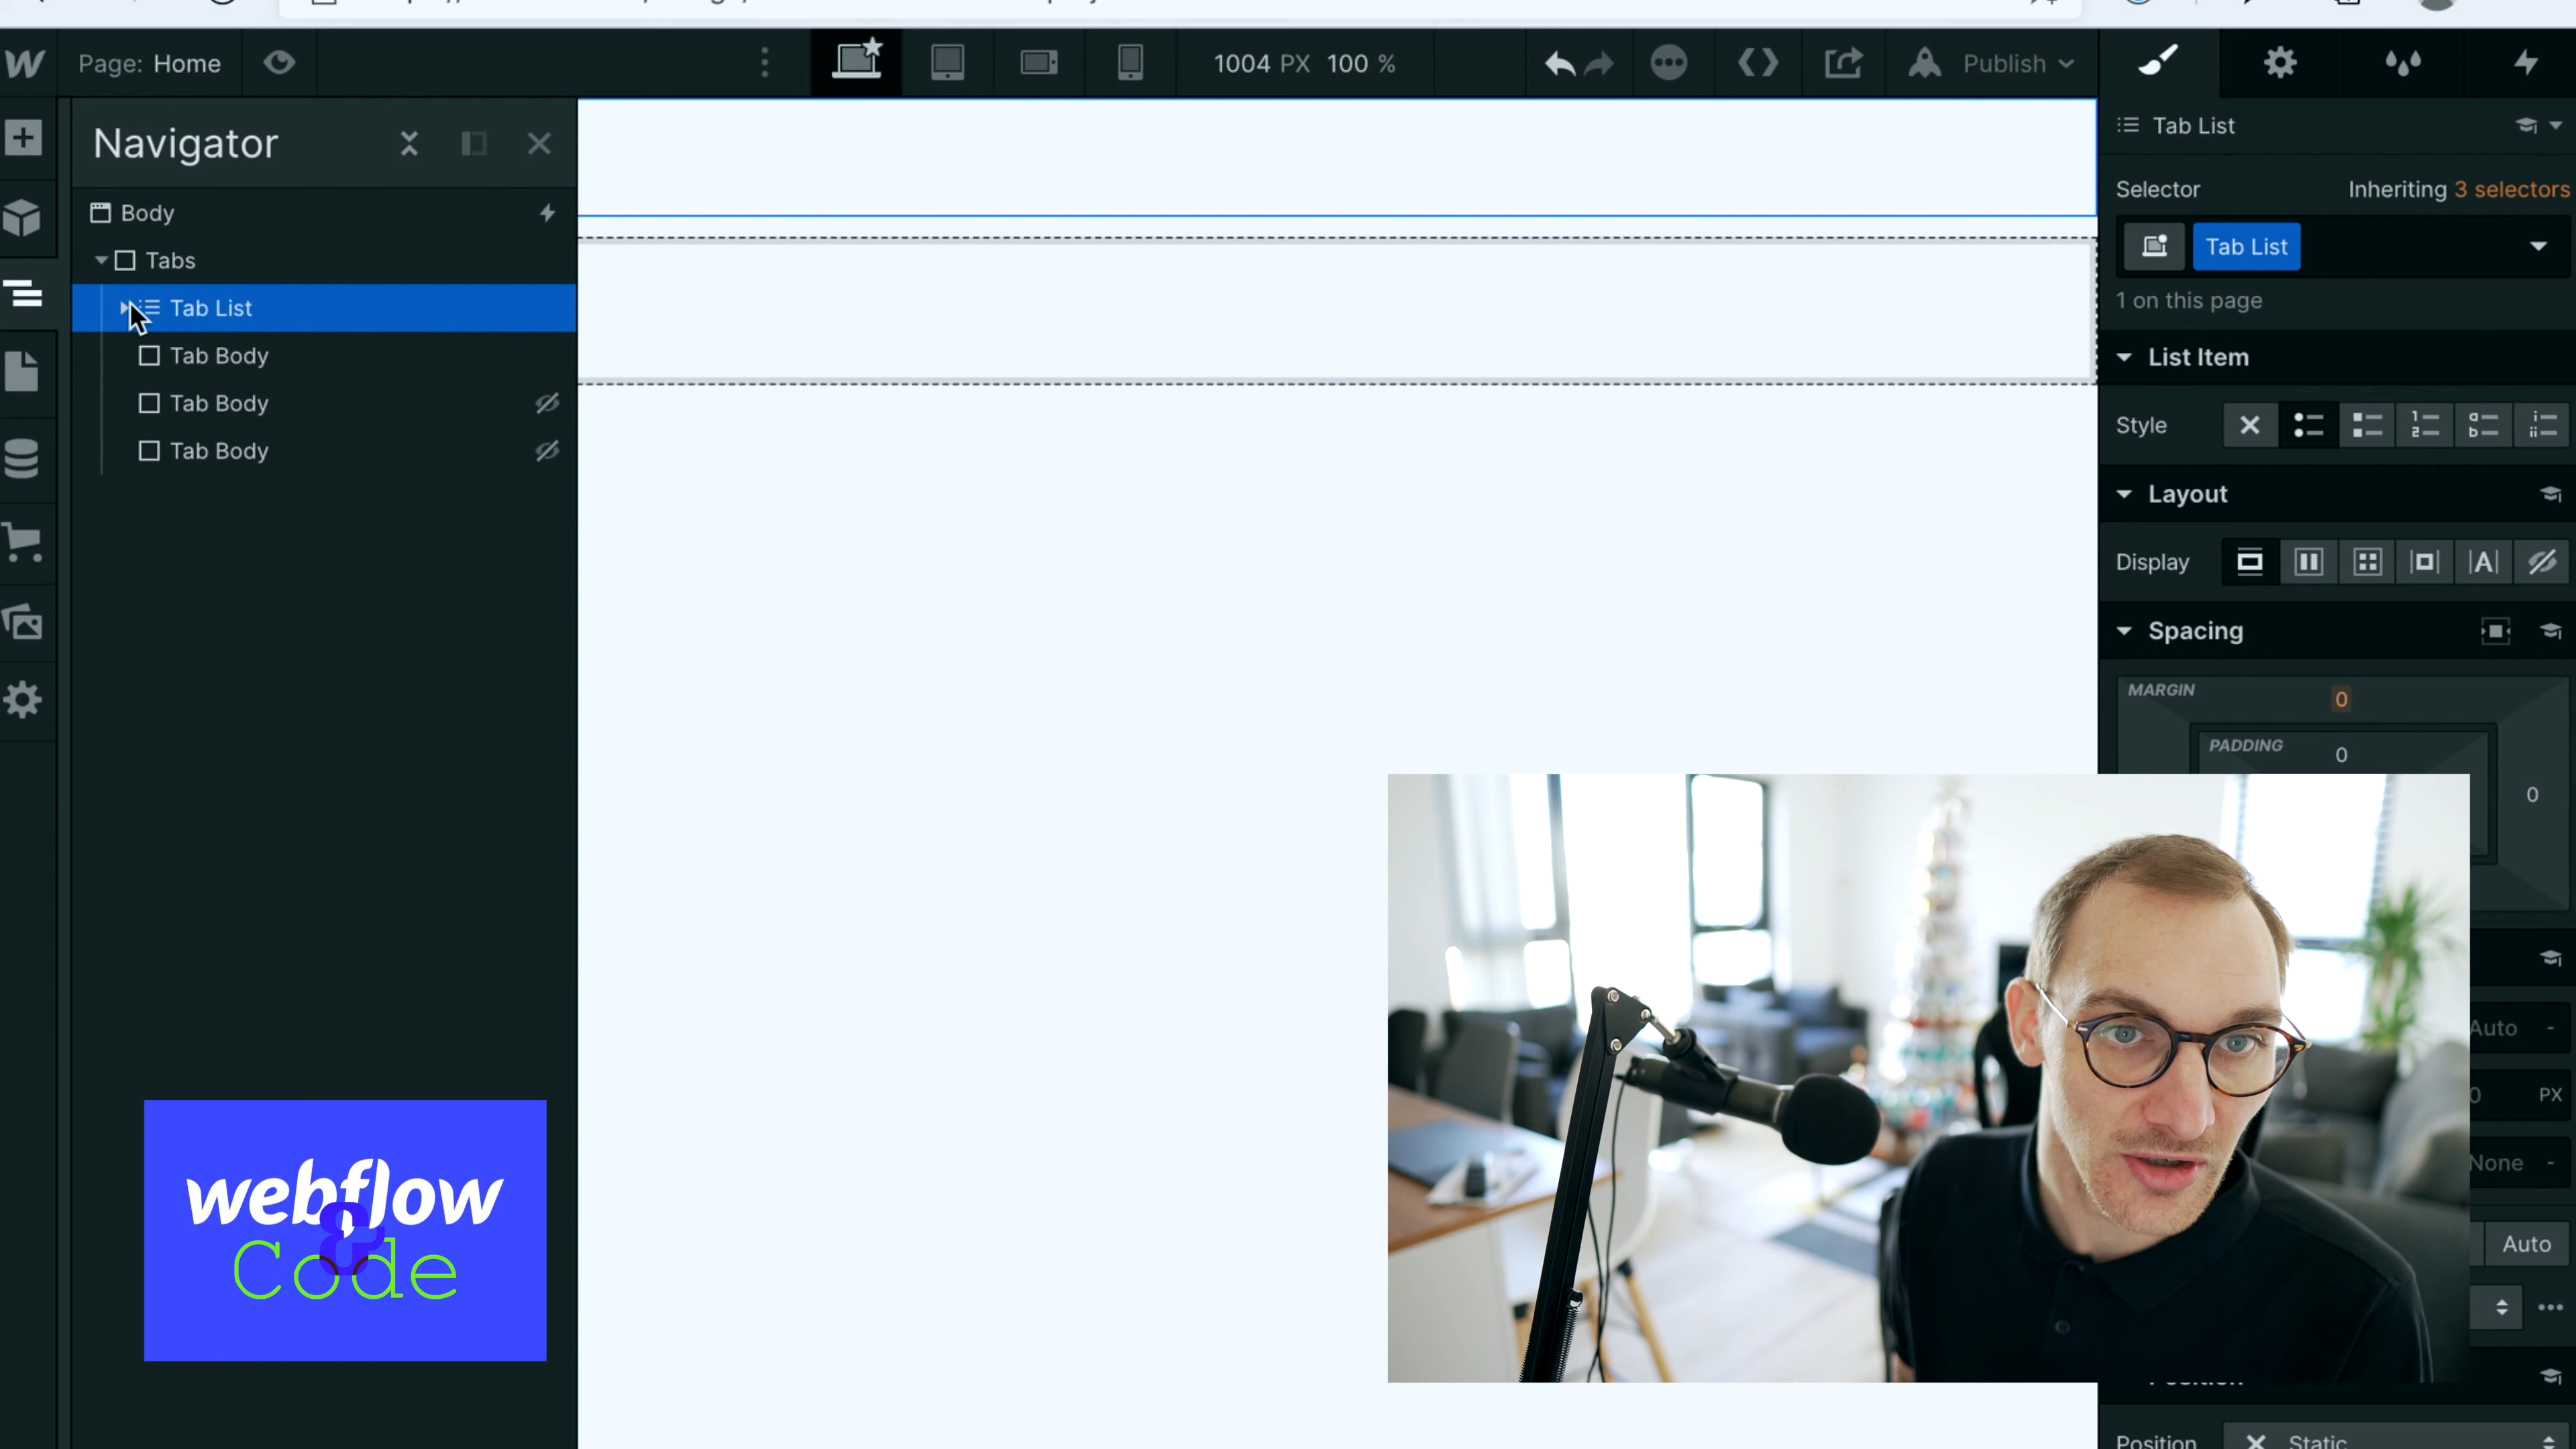 Page: Home
1004 PX 100 %
Publish
Navigator
Body
Tabs
Tab List
Tab Body
Tab Body
Tab Body
webflow
&
Code
Tab List
Selector
Inheriting 3 selectors
Tab List
1 on this page
List Item
Style
Layout
Display
Spacing
MARGIN
0
PADDING
0
0
Auto -
0 PX
None -
Auto
Position
Position
Static